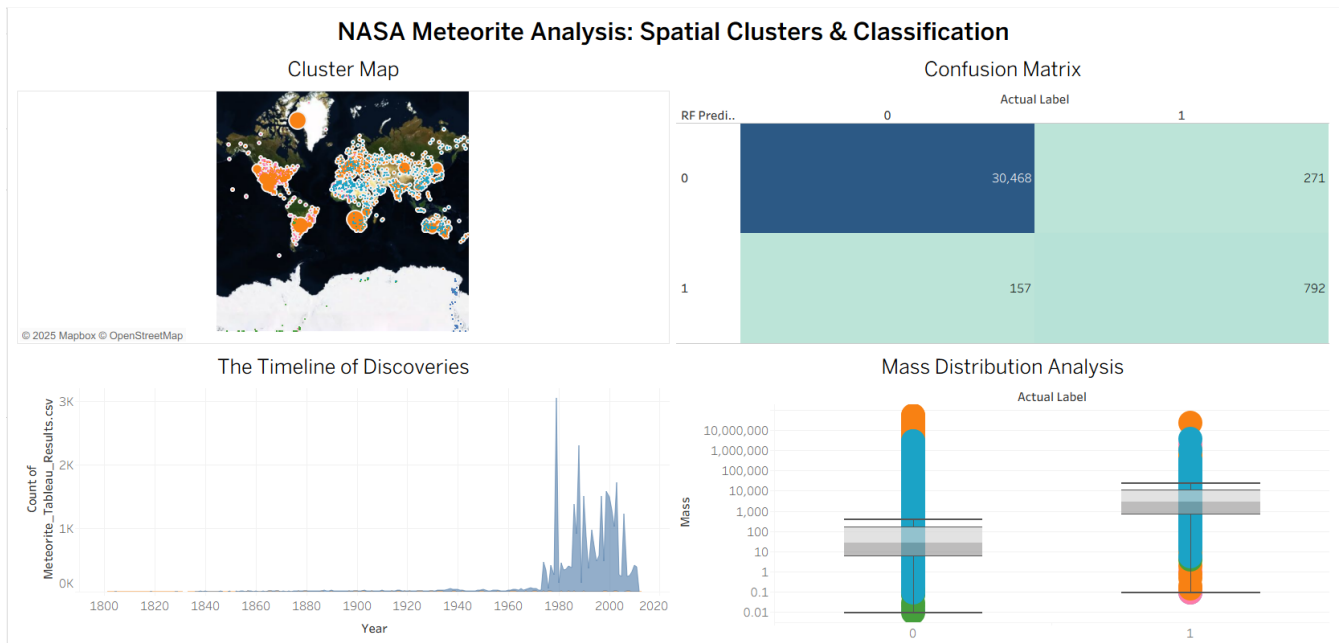 NASA Meteorite Analysis: Spatial Clusters & Classification
Cluster Map
© 2025 Mapbox © OpenStreetMap
Confusion Matrix
Actual Label
RF Predi.. 0 1
0 30,468 271
1 157 792
The Timeline of Discoveries
Count of
Meteorite_Tableau_Results.csv
3K
2K
1K
0K
1800 1820 1840 1860 1880 1900 1920 1940 1960 1980 2000 2020
Year
Mass Distribution Analysis
Actual Label
Mass
10,000,000
1,000,000
100,000
10,000
1,000
100
10
1
0.1
0.01
0 1